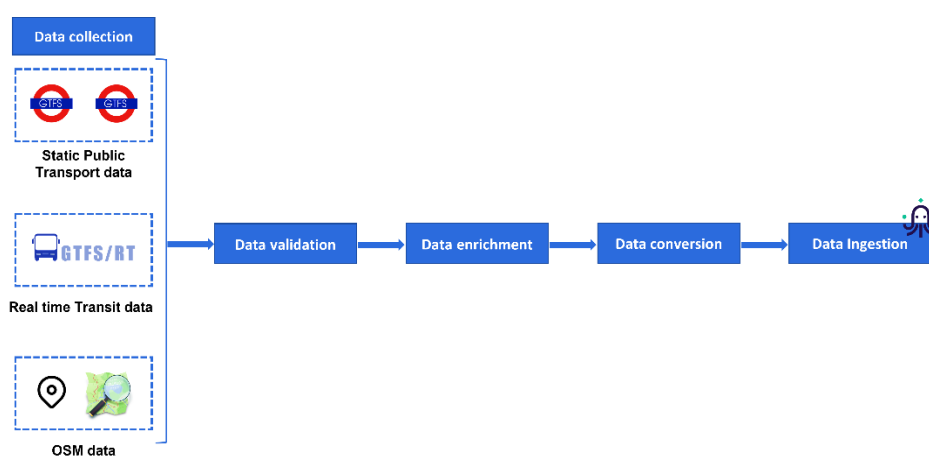 Data collection
GTFS GTFS
Static Public
Transport data
GTFS/RT
Real time Transit data
OSM data
Data validation
Data enrichment
Data conversion
Data Ingestion